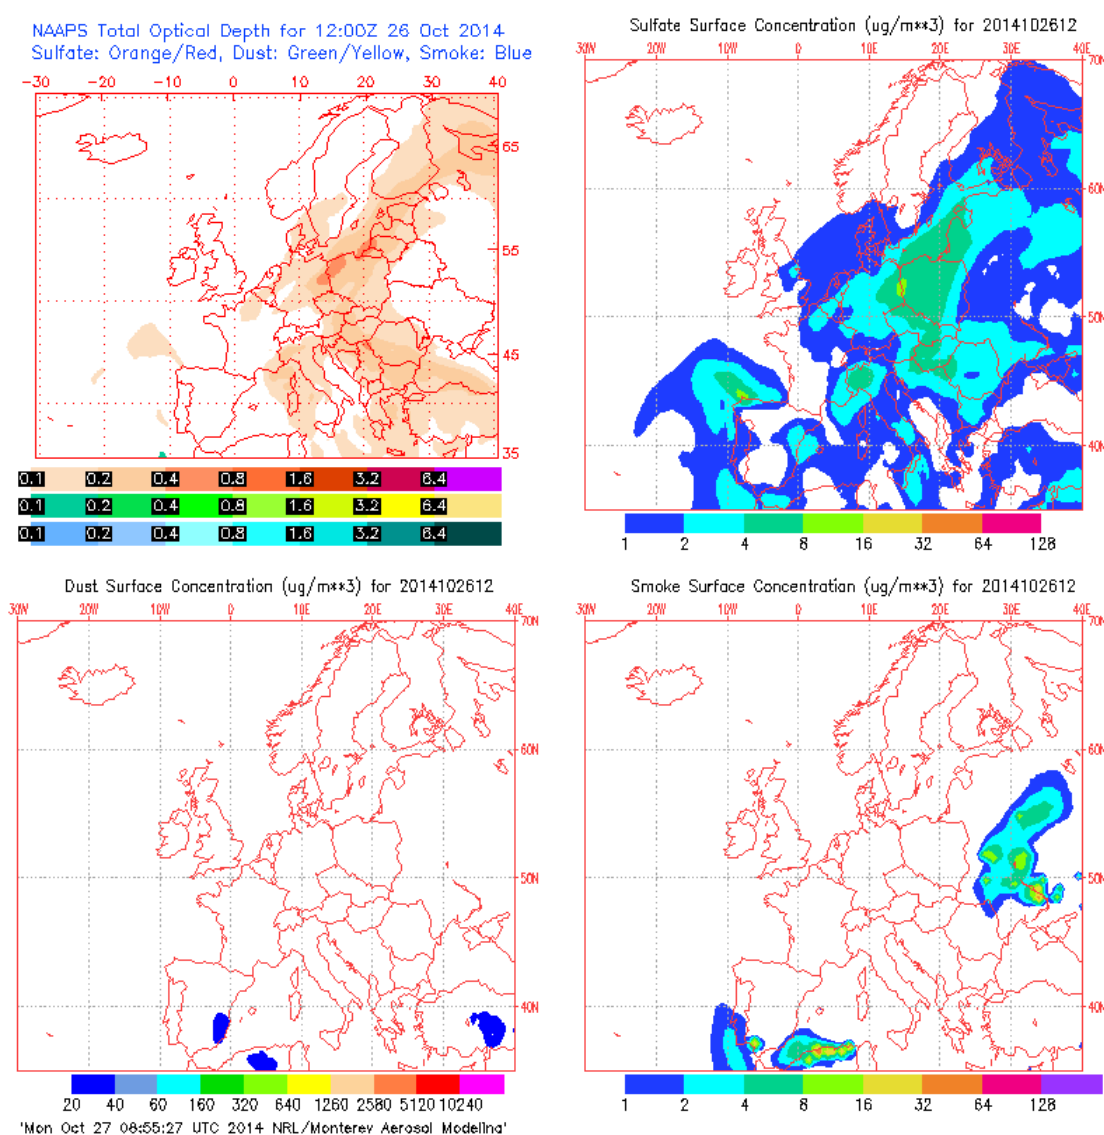 NAAPS Total Optical Depth for 12:00Z 26 Oct 2014
Sulfate: Orange/Red, Dust: Green/Yellow, Smoke: Blue
-30 -20 -10 0 10 20 30 40
65
55
45
35
0.1 0.2 0.4 0.8 1.6 3.2 6.4
0.1 0.2 0.4 0.8 1.6 3.2 6.4
0.1 0.2 0.4 0.8 1.6 3.2 6.4
Sulfate Surface Concentration (ug/m**3) for 2014102612
30W 20W 10W 0 10E 20E 30E 40E
70N
60N
50N
40N
1 2 4 8 16 32 64 128
Dust Surface Concentration (ug/m**3) for 2014102612
30W 20W 10W 0 10E 20E 30E 40E
70N
60N
50N
40N
20 40 60 160 320 640 1260 2560 5120 10240
Smoke Surface Concentration (ug/m**3) for 2014102612
30W 20W 10W 0 10E 20E 30E 40E
70N
60N
50N
40N
1 2 4 8 16 32 64 128
'Mon Oct 27 08:55:27 UTC 2014 NRL/Monterey Aerosol Modeling'